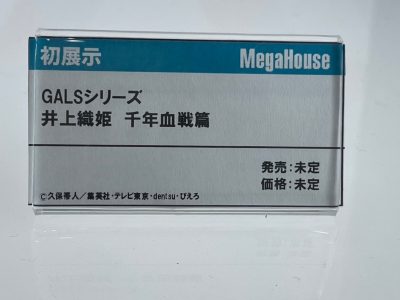 初展示 MegaHouse
GALSシリーズ
井上織姫 千年血戦篇
発売:未定
価格:未定
©久保帯人/集英社・テレビ東京・dentsu・ぴえろ